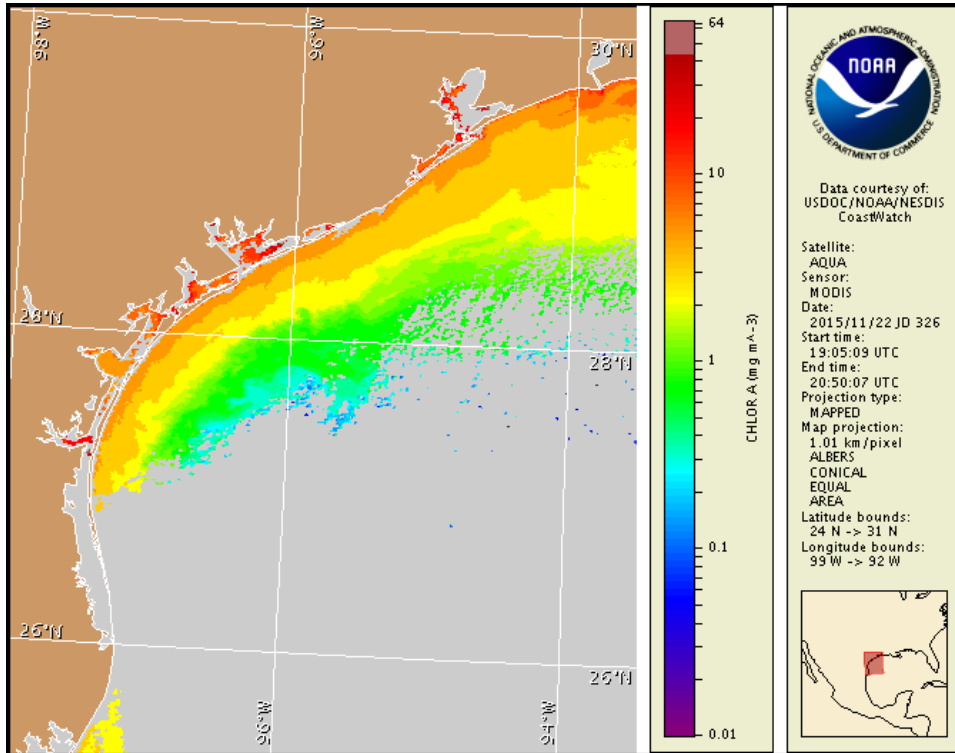 98°W
96°W
30°N
28°N
28°N
26°N
26°N
96°W
94°W
64
10
1
0.1
0.01
CHLOR A (mg m^-3)
NATIONAL OCEANIC AND ATMOSPHERIC ADMINISTRATION
NOAA
U.S. DEPARTMENT OF COMMERCE
Data courtesy of:
USDOC/NOAA/NESDIS
CoastWatch
Satellite:
AQUA
Sensor:
MODIS
Date:
2015/11/22 JD 326
Start time:
19:05:09 UTC
End time:
20:50:07 UTC
Projection type:
MAPPED
Map projection:
1.01 km/pixel
ALBERS
CONICAL
EQUAL
AREA
Latitude bounds:
24 N -> 31 N
Longitude bounds:
99 W -> 92 W